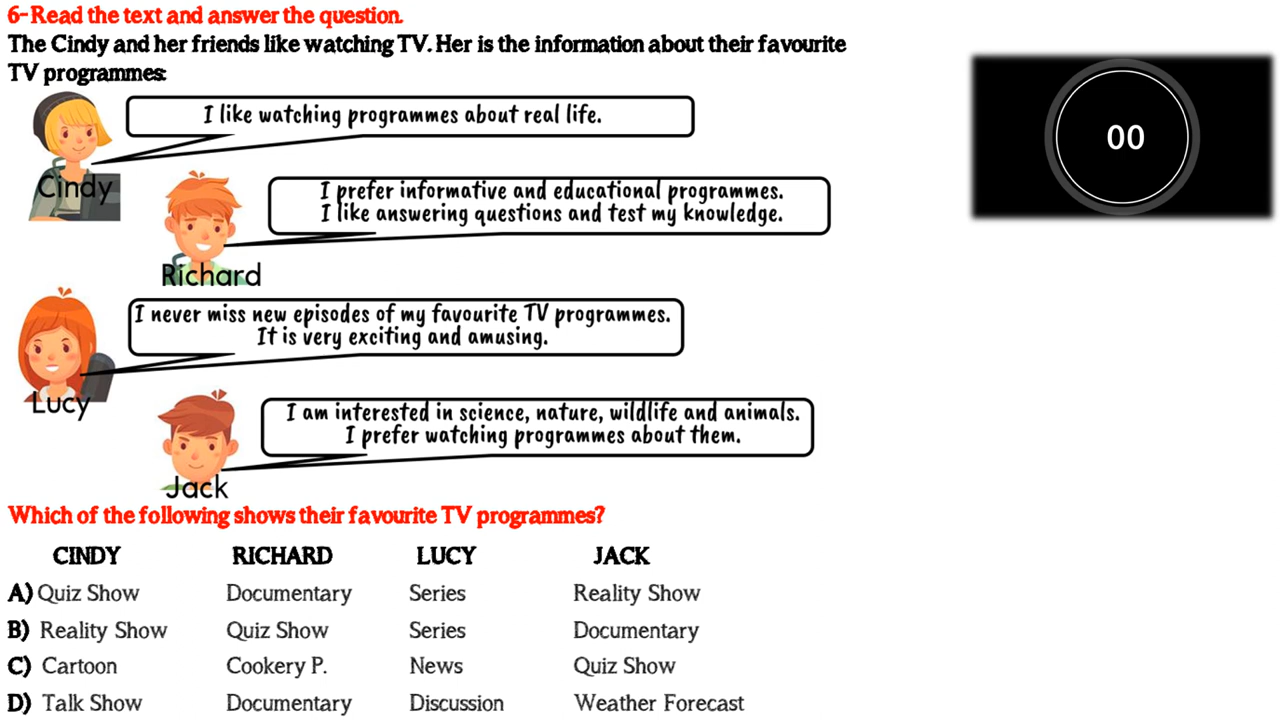 6-Read the text and answer the question.
The Cindy and her friends like watching TV. Her is the information about their favourite
TV programmes:
I like watching programmes about real life.
Cindy
I prefer informative and educational programmes.
I like answering questions and test my knowledge.
Richard
I never miss new episodes of my favourite TV programmes.
It is very exciting and amusing.
Lucy
I am interested in science, nature, wildlife and animals.
I prefer watching programmes about them.
Jack
00
Which of the following shows their favourite TV programmes?
CINDY RICHARD LUCY JACK
A) Quiz Show Documentary Series Reality Show
B) Reality Show Quiz Show Series Documentary
C) Cartoon Cookery P. News Quiz Show
D) Talk Show Documentary Discussion Weather Forecast